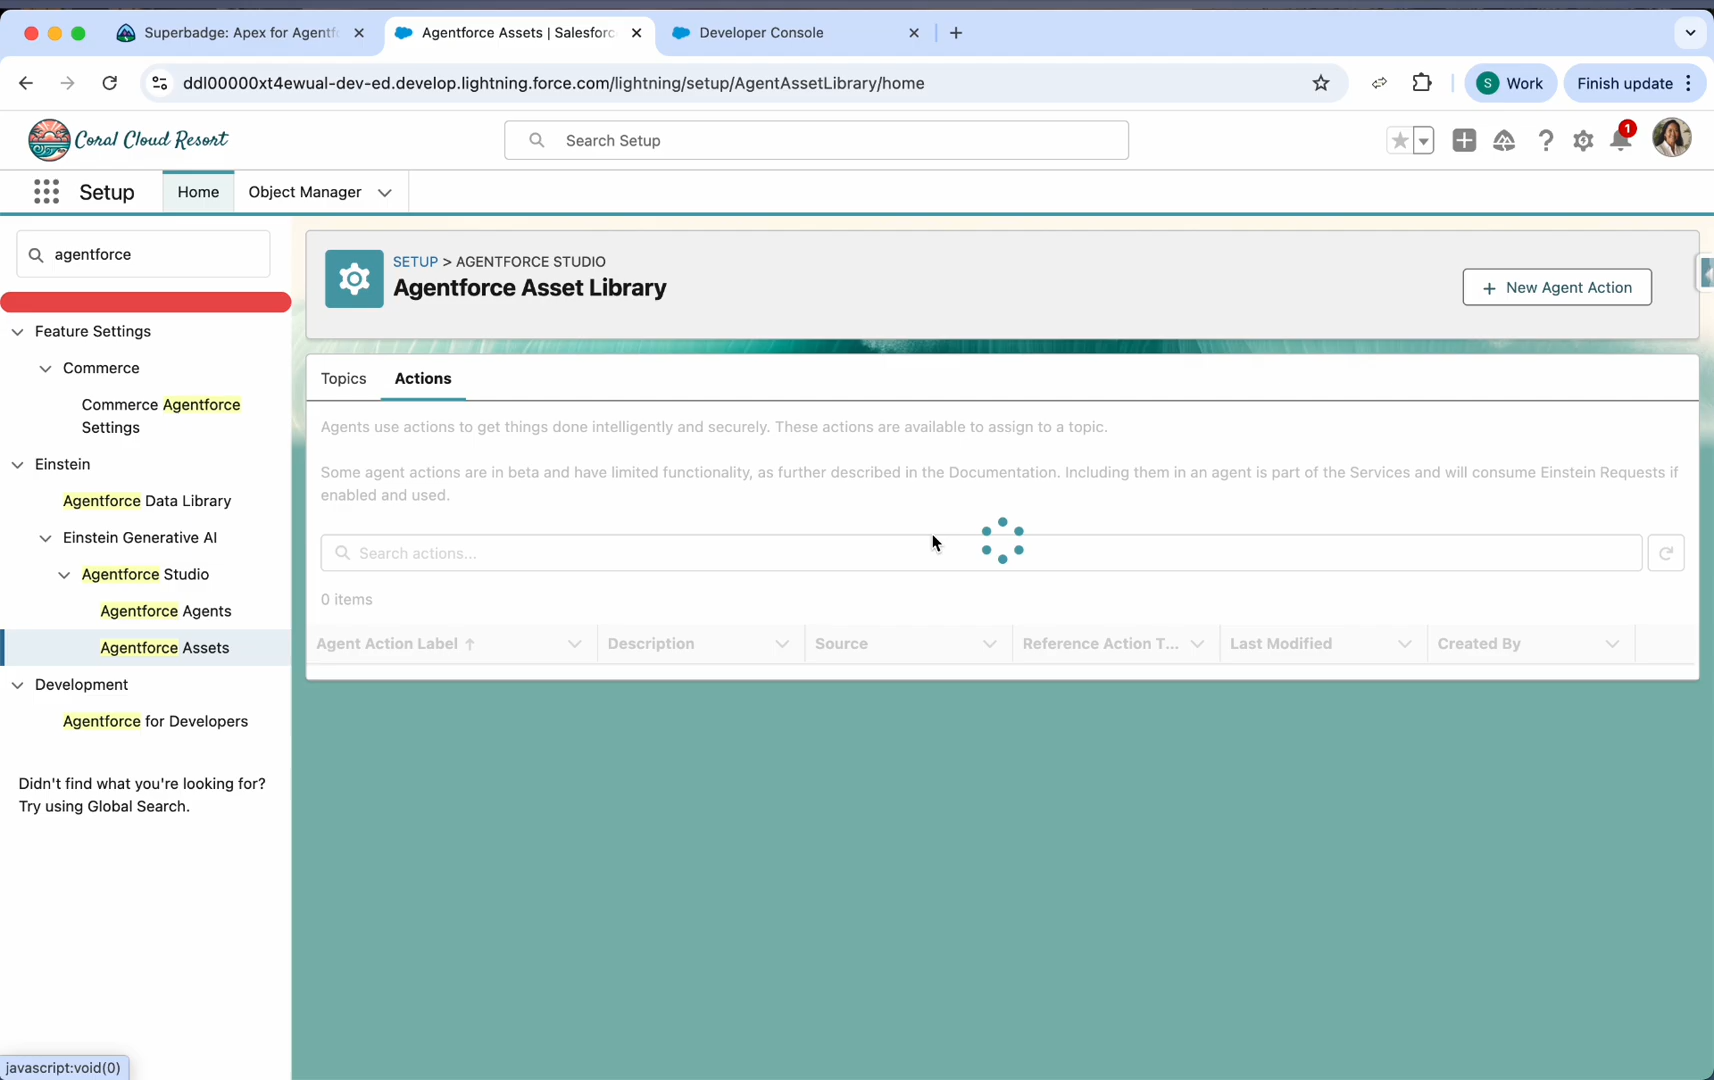 Superbadge: Apex for Agentfo
Agentforce Assets | Salesforc
Developer Console
ddl00000xt4ewual-dev-ed.develop.lightning.force.com/lightning/setup/AgentAssetLibrary/home
S Work
Finish update
Coral Cloud Resort
Search Setup
1
Setup
Home
Object Manager
agentforce
Feature Settings
Commerce
Commerce Agentforce
Settings
Einstein
Agentforce Data Library
Einstein Generative AI
Agentforce Studio
Agentforce Agents
Agentforce Assets
Development
Agentforce for Developers
Didn't find what you're looking for?
Try using Global Search.
SETUP > AGENTFORCE STUDIO
Agentforce Asset Library
+ New Agent Action
Topics
Actions
Agents use actions to get things done intelligently and securely. These actions are available to assign to a topic.
Some agent actions are in beta and have limited functionality, as further described in the Documentation. Including them in an agent is part of the Services and will consume Einstein Requests if
enabled and used.
Search actions...
0 items
Agent Action Label ↑
Description
Source
Reference Action T...
Last Modified
Created By
javascript:void(0)